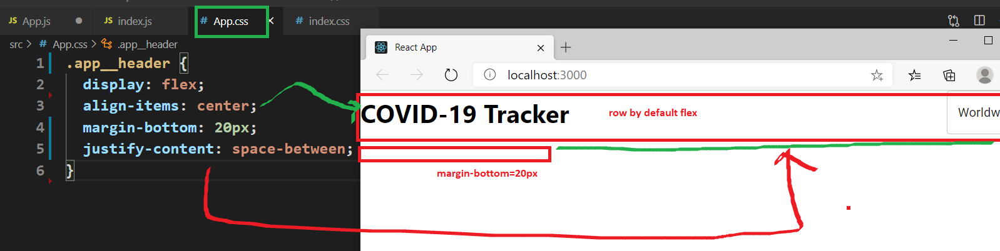 JS App.js
JS index.js
# App.css
# index.css
src > # App.css > .app__header
1 .app__header {
2 display: flex;
3 align-items: center;
4 margin-bottom: 20px;
5 justify-content: space-between;
6 }
React App
localhost:3000
COVID-19 Tracker
row by default flex
Worldw
margin-bottom=20px